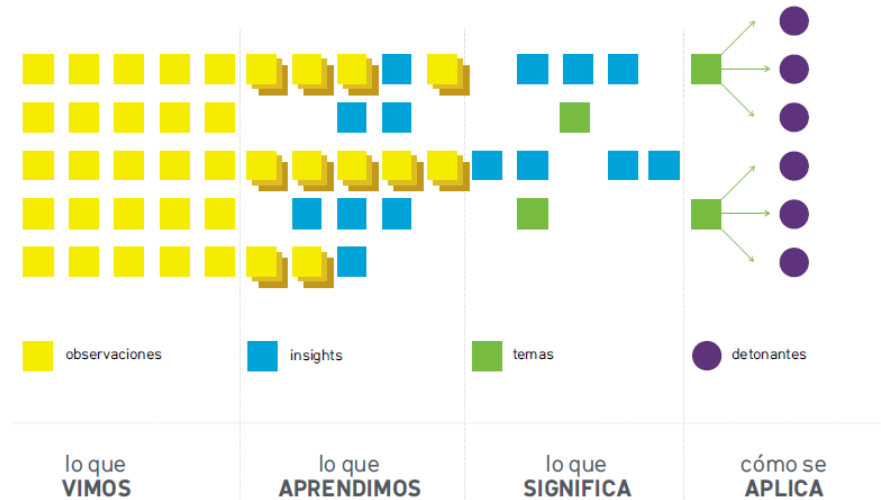 observaciones
insights
temas
detonantes
lo que
VIMOS
lo que
APRENDIMOS
lo que
SIGNIFICA
cómo se
APLICA